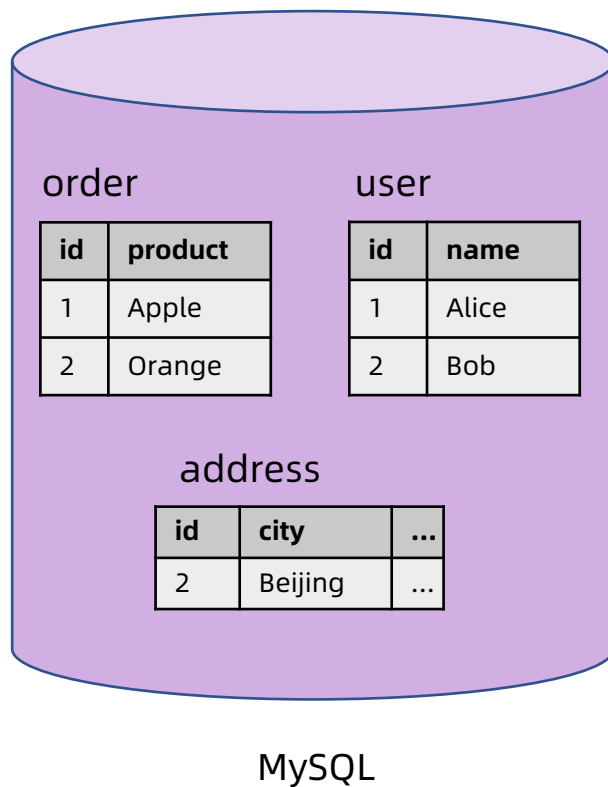 order user
id product id name
1 Apple 1 Alice
2 Orange 2 Bob
address
id city ...
2 Beijing ...
MySQL